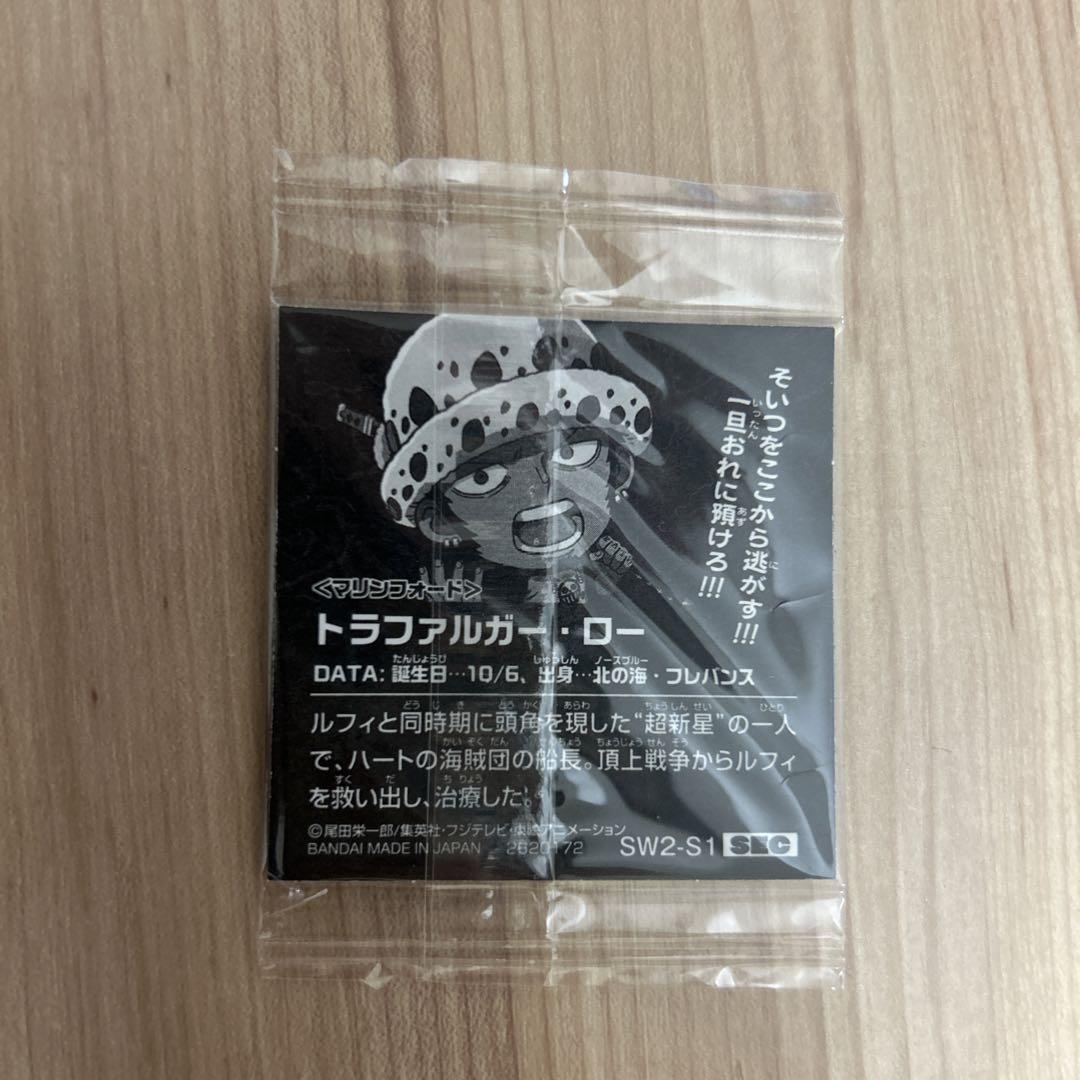 そいつをここから逃がす!!!
一旦おれに預けろ!!!
<マリンフォード>
トラファルガー・ロー
DATA: 誕生日…10/6、出身…北の海・フレバンス
ルフィと同時期に頭角を現した“超新星”の一人
で、ハートの海賊団の船長。頂上戦争からルフィ
を救い出し、治療した。
©尾田栄一郎/集英社・フジテレビ・東映アニメーション
BANDAI MADE IN JAPAN 2620172 SW2-S1 SEC